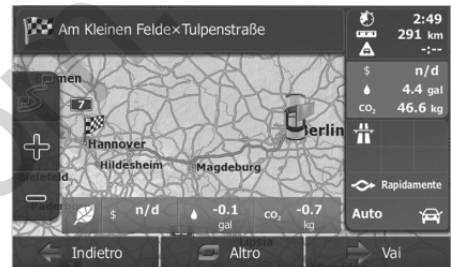 Am Kleinen Felde×Tulpenstraße
2:49
291 km
-:--
$ n/d
4.4 gal
CO₂ 46.6 kg
Rapidamente
Auto
7
Hannover
Hildesheim
Magdeburg
Berlin
$ n/d
-0.1 gal
CO₂ -0.7 kg
Indietro
Altro
Vai